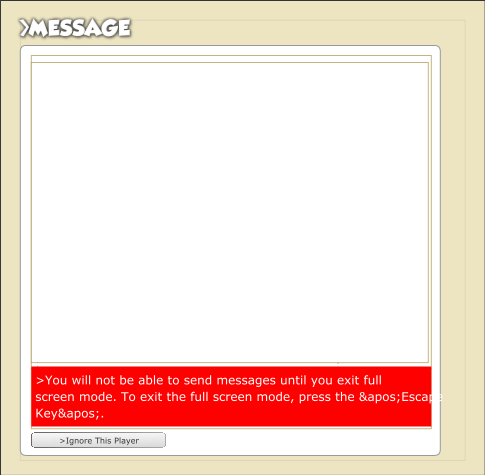 >MESSAGE
>You will not be able to send messages until you exit full
screen mode. To exit the full screen mode, press the &apos;Escape
Key&apos;.
>Ignore This Player